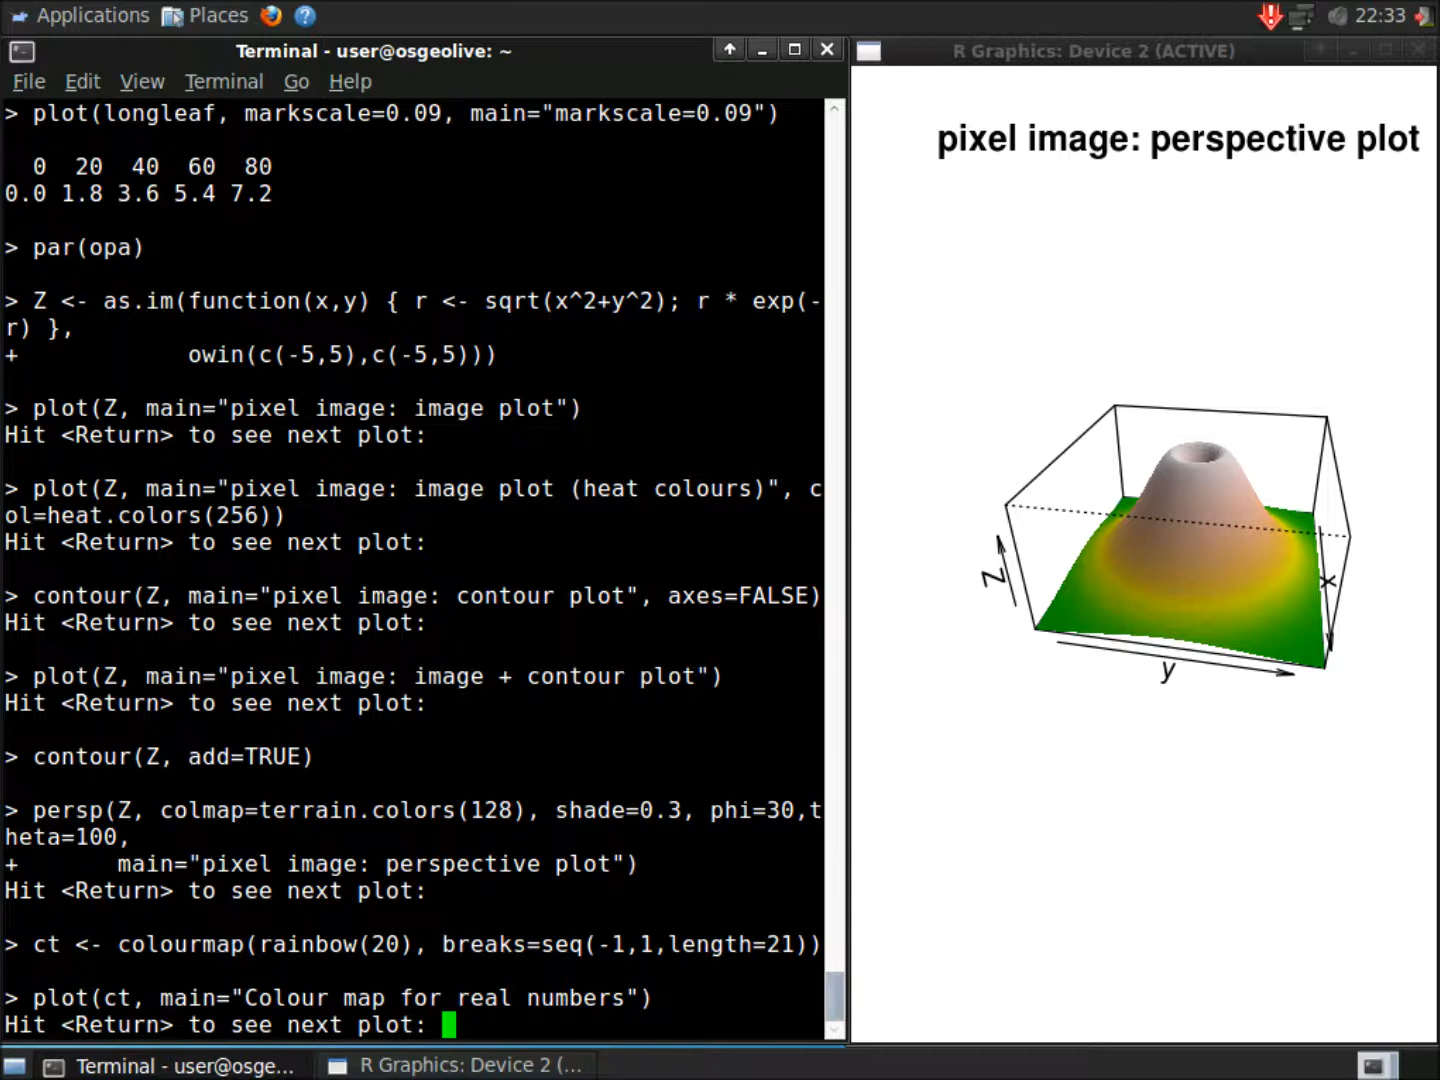 Applications Places 22:33
Terminal - user@osgeolive: ~
File Edit View Terminal Go Help
> plot(longleaf, markscale=0.09, main="markscale=0.09")
0 20 40 60 80
0.0 1.8 3.6 5.4 7.2
> par(opa)
> Z <- as.im(function(x,y) { r <- sqrt(x^2+y^2); r * exp(-
r) },
+ owin(c(-5,5),c(-5,5)))
> plot(Z, main="pixel image: image plot")
Hit <Return> to see next plot:
> plot(Z, main="pixel image: image plot (heat colours)", c
ol=heat.colors(256))
Hit <Return> to see next plot:
> contour(Z, main="pixel image: contour plot", axes=FALSE)
Hit <Return> to see next plot:
> plot(Z, main="pixel image: image + contour plot")
Hit <Return> to see next plot:
> contour(Z, add=TRUE)
> persp(Z, colmap=terrain.colors(128), shade=0.3, phi=30,t
heta=100,
+ main="pixel image: perspective plot")
Hit <Return> to see next plot:
> ct <- colourmap(rainbow(20), breaks=seq(-1,1,length=21))
> plot(ct, main="Colour map for real numbers")
Hit <Return> to see next plot:
R Graphics: Device 2 (ACTIVE)
pixel image: perspective plot
Z
x
y
Terminal - user@osge...
R Graphics: Device 2 (...